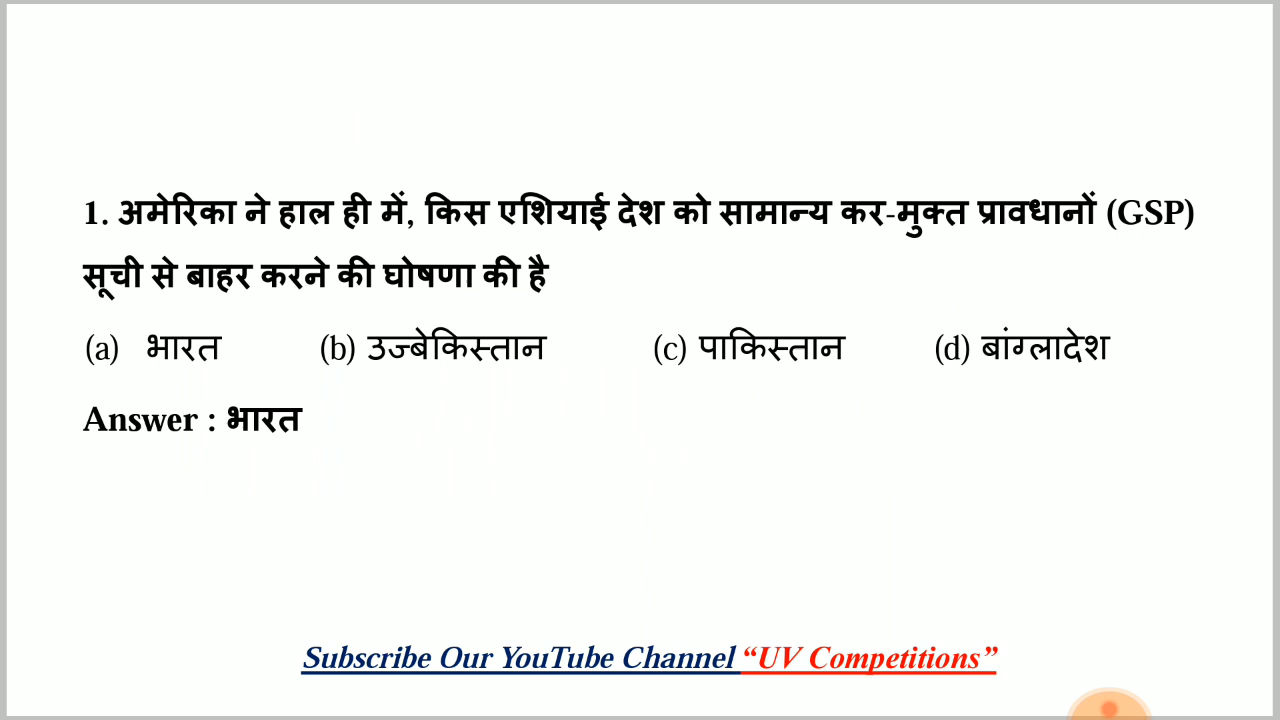 1. अमेरिका ने हाल ही में, किस एशियाई देश को सामान्य कर-मुक्त प्रावधानों (GSP)
सूची से बाहर करने की घोषणा की है
(a) भारत (b) उज्बेकिस्तान (c) पाकिस्तान (d) बांग्लादेश
Answer : भारत
Subscribe Our YouTube Channel “UV Competitions”